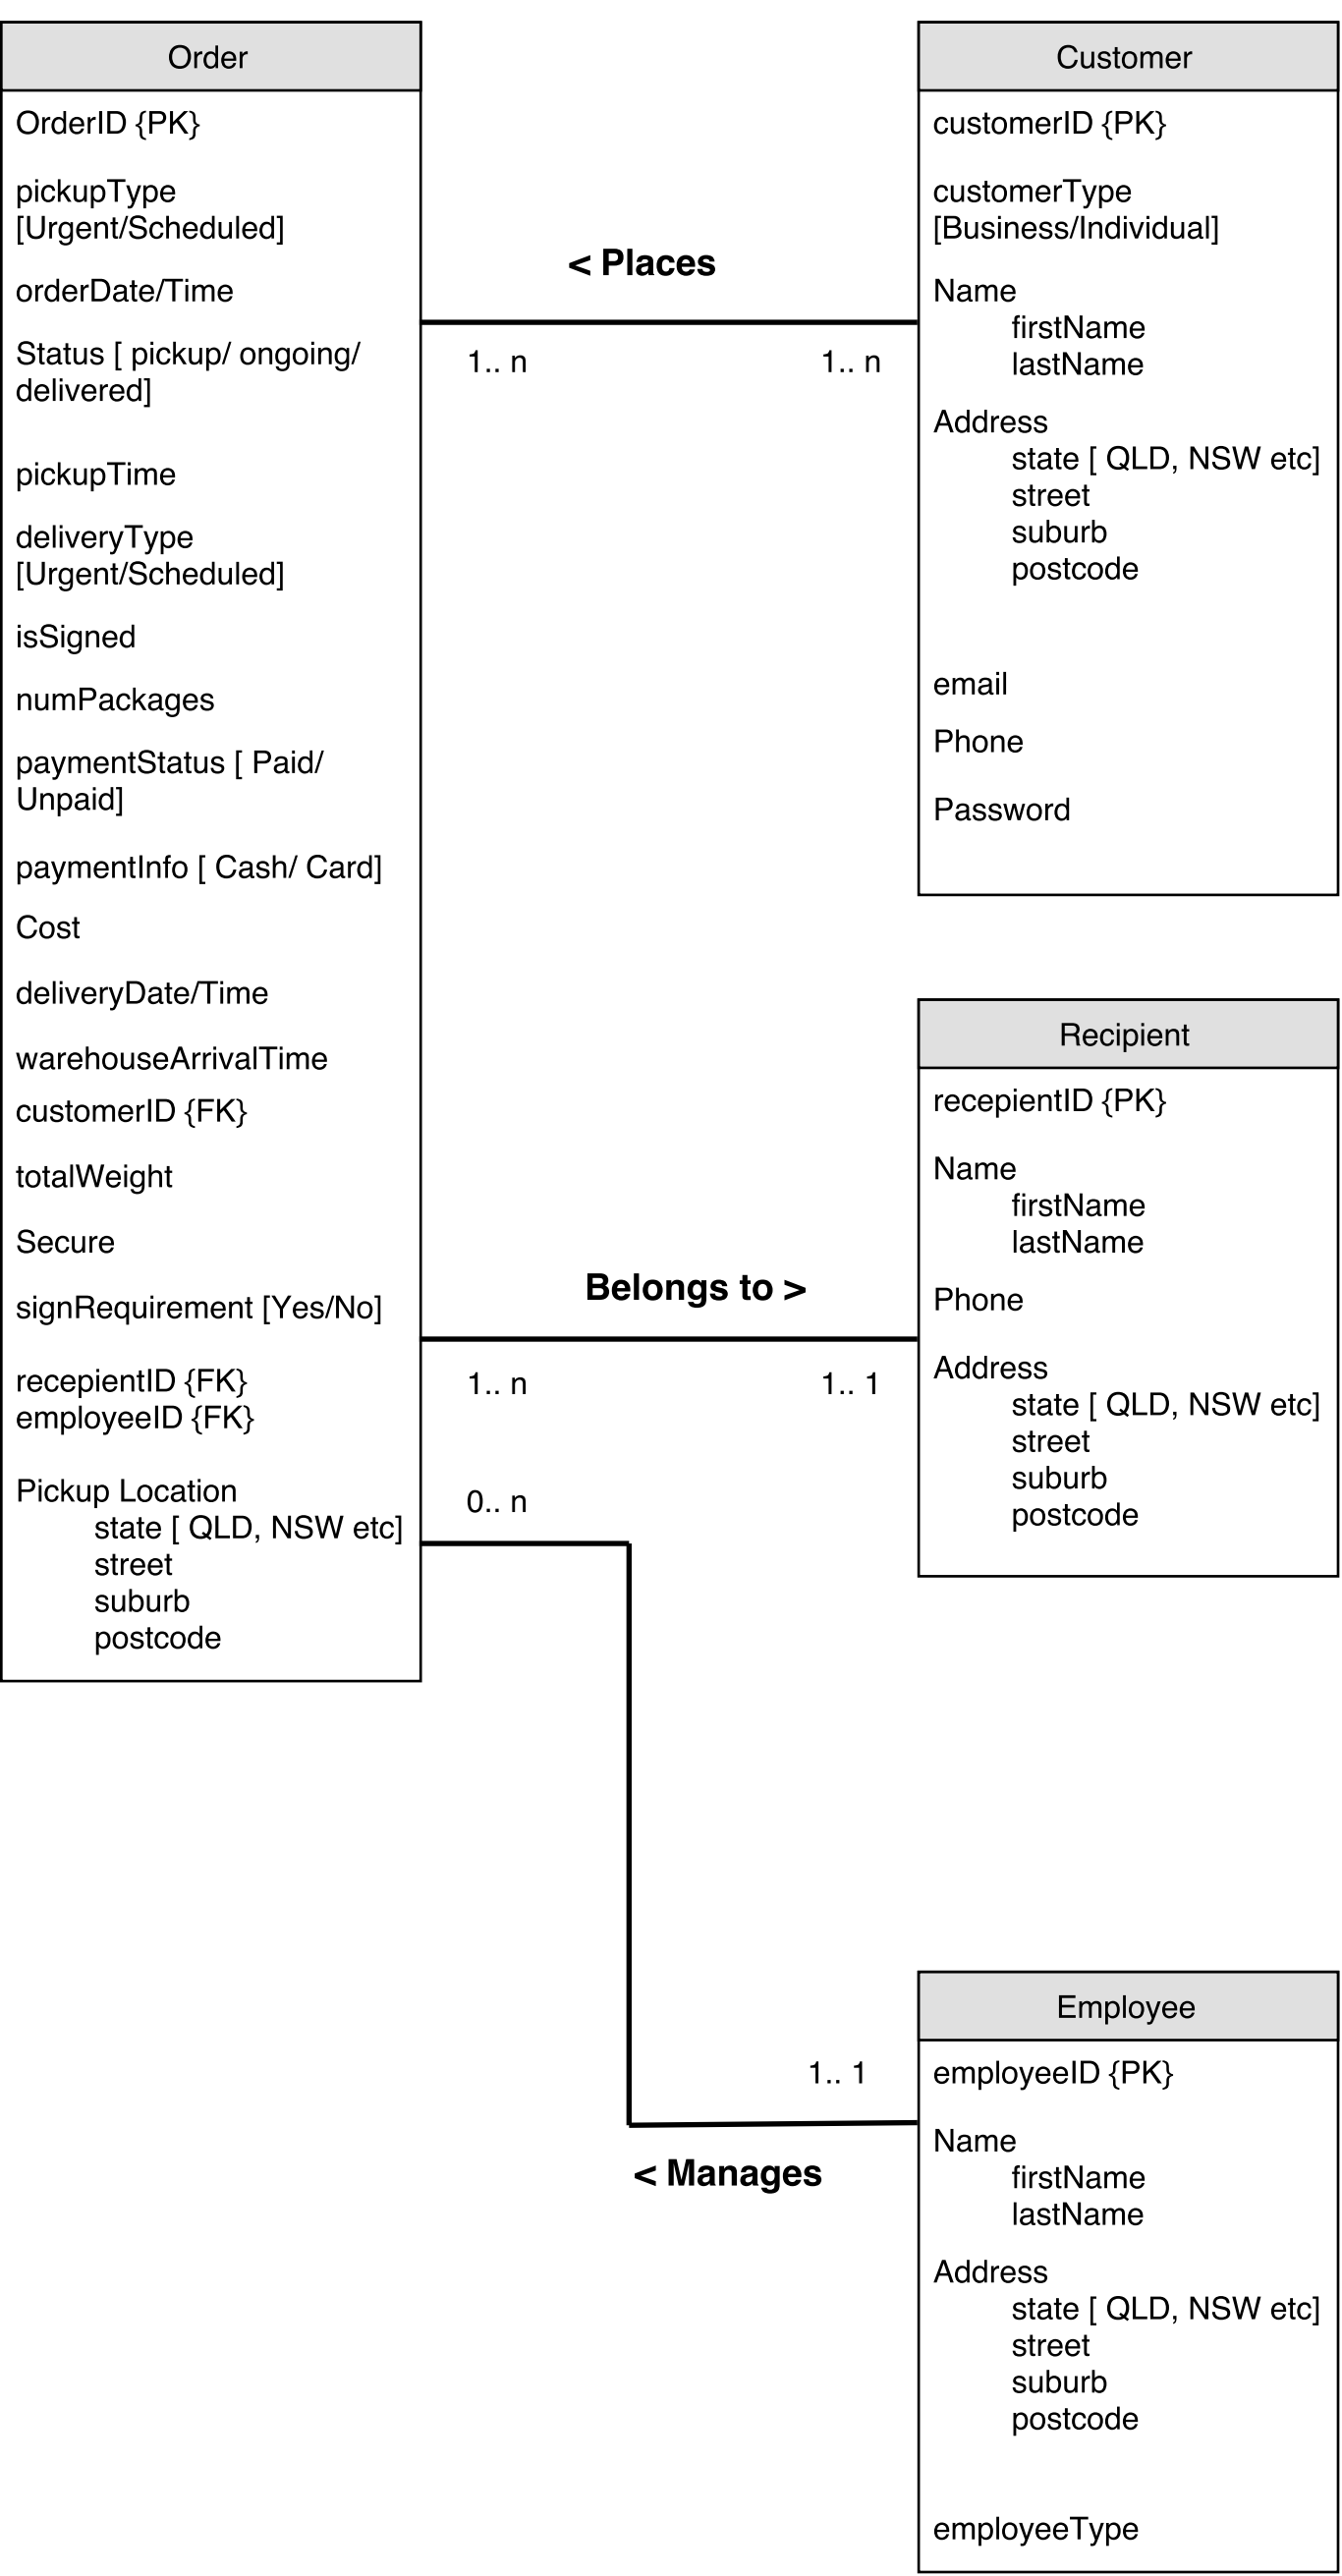 Order
OrderID {PK}
pickupType
[Urgent/Scheduled]
orderDate/Time
Status [ pickup/ ongoing/
delivered]
pickupTime
deliveryType
[Urgent/Scheduled]
isSigned
numPackages
paymentStatus [ Paid/
Unpaid]
paymentInfo [ Cash/ Card]
Cost
deliveryDate/Time
warehouseArrivalTime
customerID {FK}
totalWeight
Secure
signRequirement [Yes/No]
recepientID {FK}
employeeID {FK}
Pickup Location
state [ QLD, NSW etc]
street
suburb
postcode
< Places
1.. n
1.. n
Customer
customerID {PK}
customerType
[Business/Individual]
Name
firstName
lastName
Address
state [ QLD, NSW etc]
street
suburb
postcode
email
Phone
Password
Belongs to >
1.. n
1.. 1
Recipient
recepientID {PK}
Name
firstName
lastName
Phone
Address
state [ QLD, NSW etc]
street
suburb
postcode
0.. n
1.. 1
< Manages
Employee
employeeID {PK}
Name
firstName
lastName
Address
state [ QLD, NSW etc]
street
suburb
postcode
employeeType